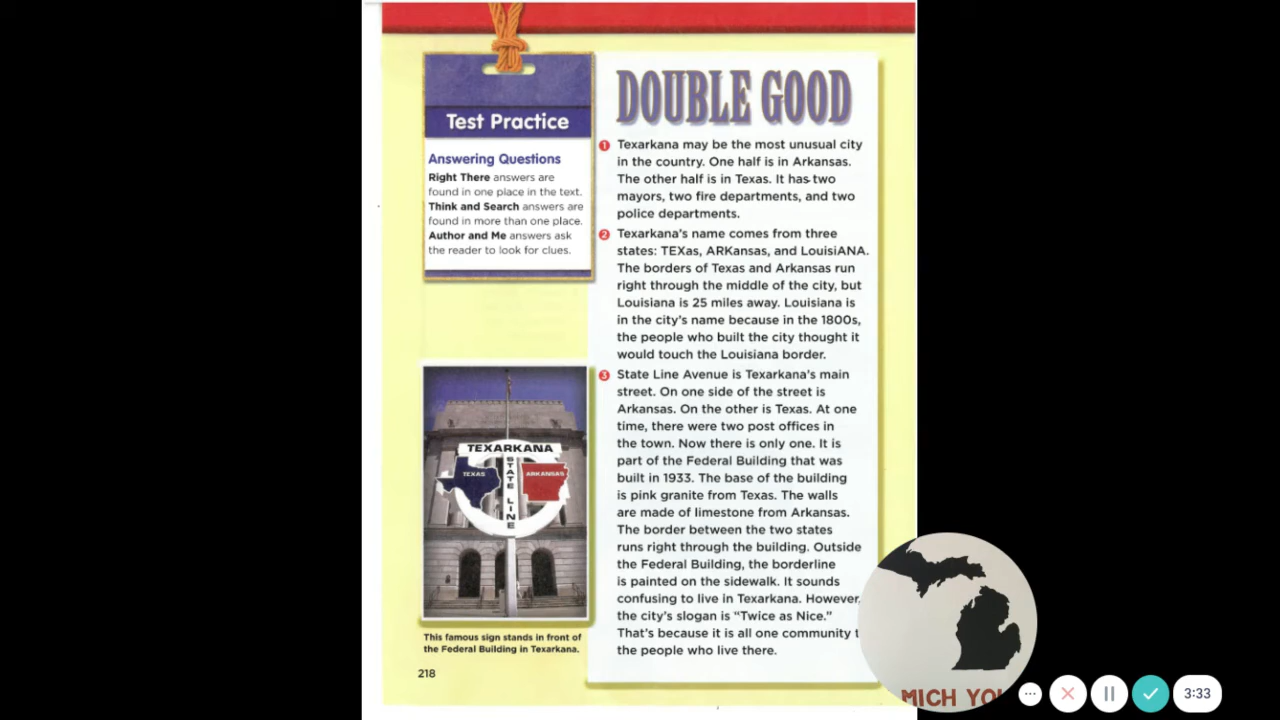 Test Practice
Answering Questions
Right There answers are
found in one place in the text.
Think and Search answers are
found in more than one place.
Author and Me answers ask
the reader to look for clues.
DOUBLE GOOD
1 Texarkana may be the most unusual city
in the country. One half is in Arkansas.
The other half is in Texas. It has two
mayors, two fire departments, and two
police departments.
2 Texarkana's name comes from three
states: TEXas, ARKansas, and LouisiANA.
The borders of Texas and Arkansas run
right through the middle of the city, but
Louisiana is 25 miles away. Louisiana is
in the city's name because in the 1800s,
the people who built the city thought it
would touch the Louisiana border.
3 State Line Avenue is Texarkana's main
street. On one side of the street is
Arkansas. On the other is Texas. At one
time, there were two post offices in
the town. Now there is only one. It is
part of the Federal Building that was
built in 1933. The base of the building
is pink granite from Texas. The walls
are made of limestone from Arkansas.
The border between the two states
runs right through the building. Outside
the Federal Building, the borderline
is painted on the sidewalk. It sounds
confusing to live in Texarkana. However,
the city's slogan is “Twice as Nice.”
That's because it is all one community
the people who live there.
TEXARKANA
TEXAS
ARKANSAS
STATE LINE
This famous sign stands in front of
the Federal Building in Texarkana.
218
MICH
3:33